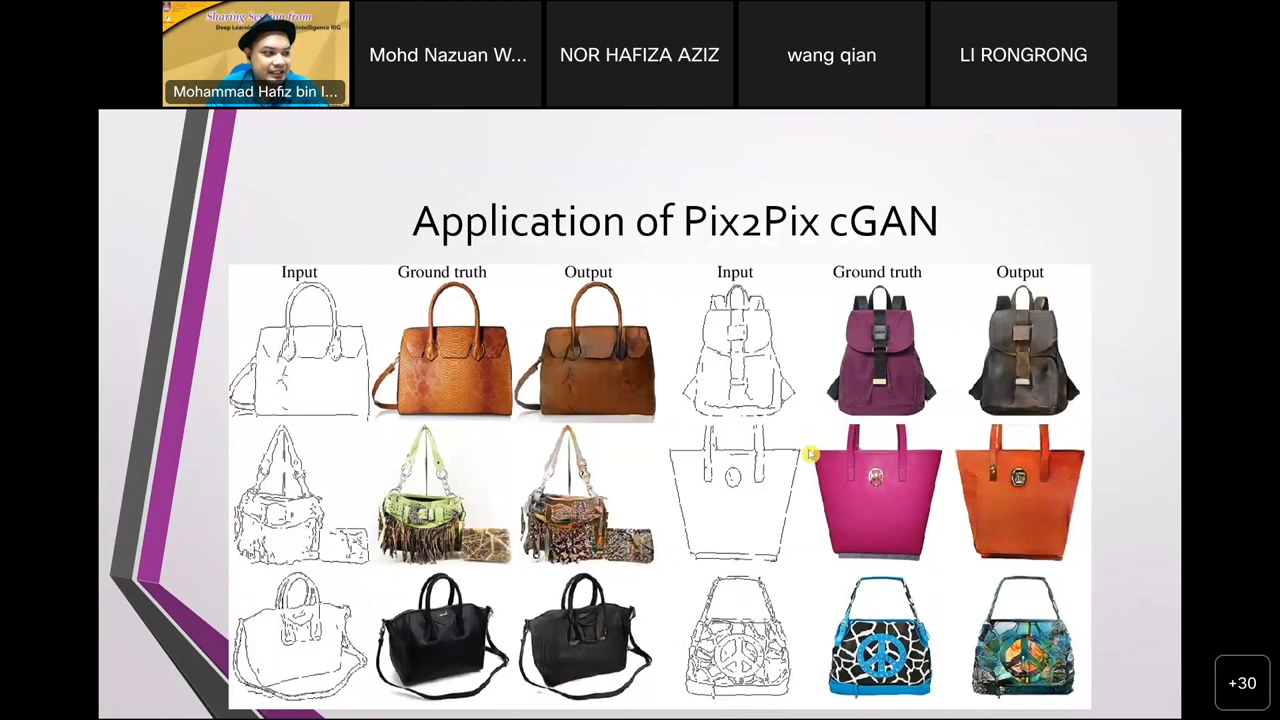 Sharing Session from
Deep Learning Intelligence RIG
Mohammad Hafiz bin I...
Mohd Nazuan W...
NOR HAFIZA AZIZ
wang qian
LI RONGRONG
Application of Pix2Pix cGAN
Input Ground truth Output Input Ground truth Output
+30